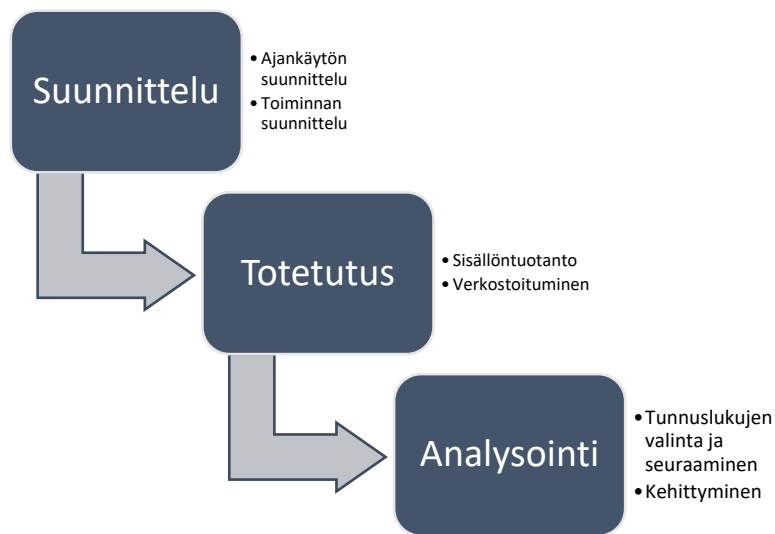 Suunnittelu
• Ajankäytön
suunnittelu
• Toiminnan
suunnittelu
Totetutus
• Sisällöntuotanto
• Verkostoituminen
Analysointi
• Tunnuslukujen
valinta ja
seuraaminen
• Kehittyminen